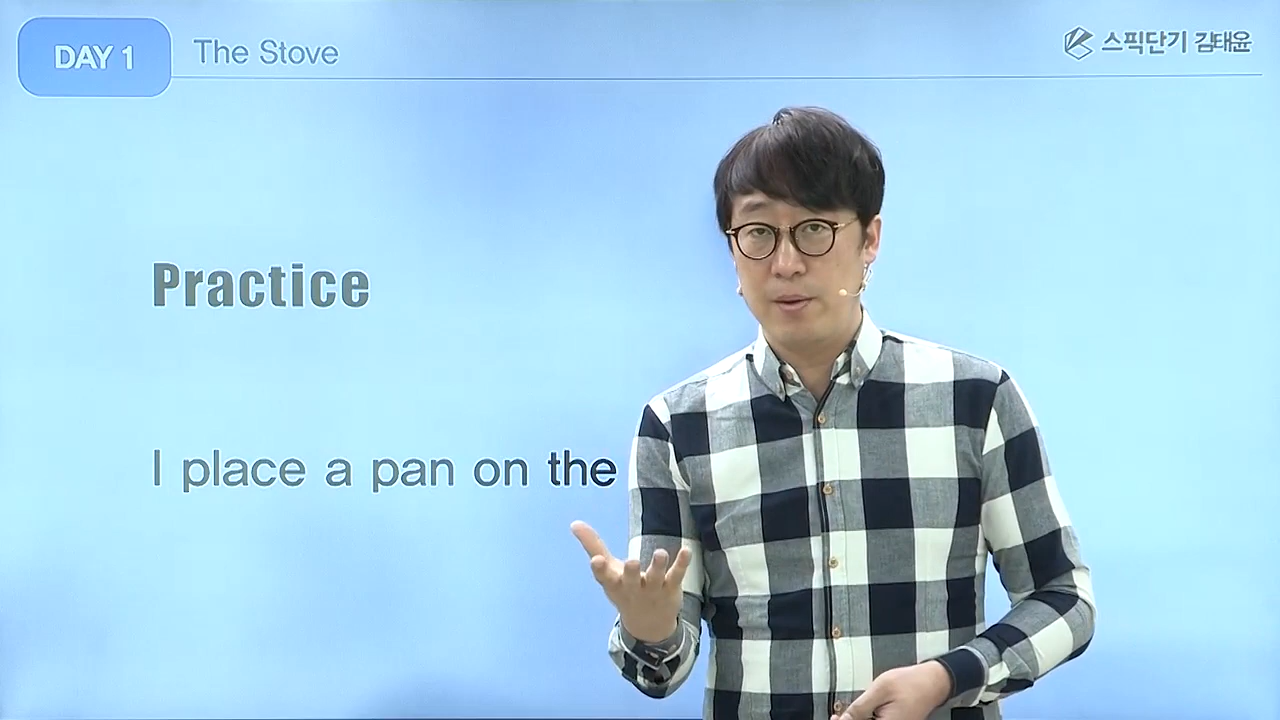 DAY 1
The Stove
스픽단기 김태윤
Practice
I place a pan on the